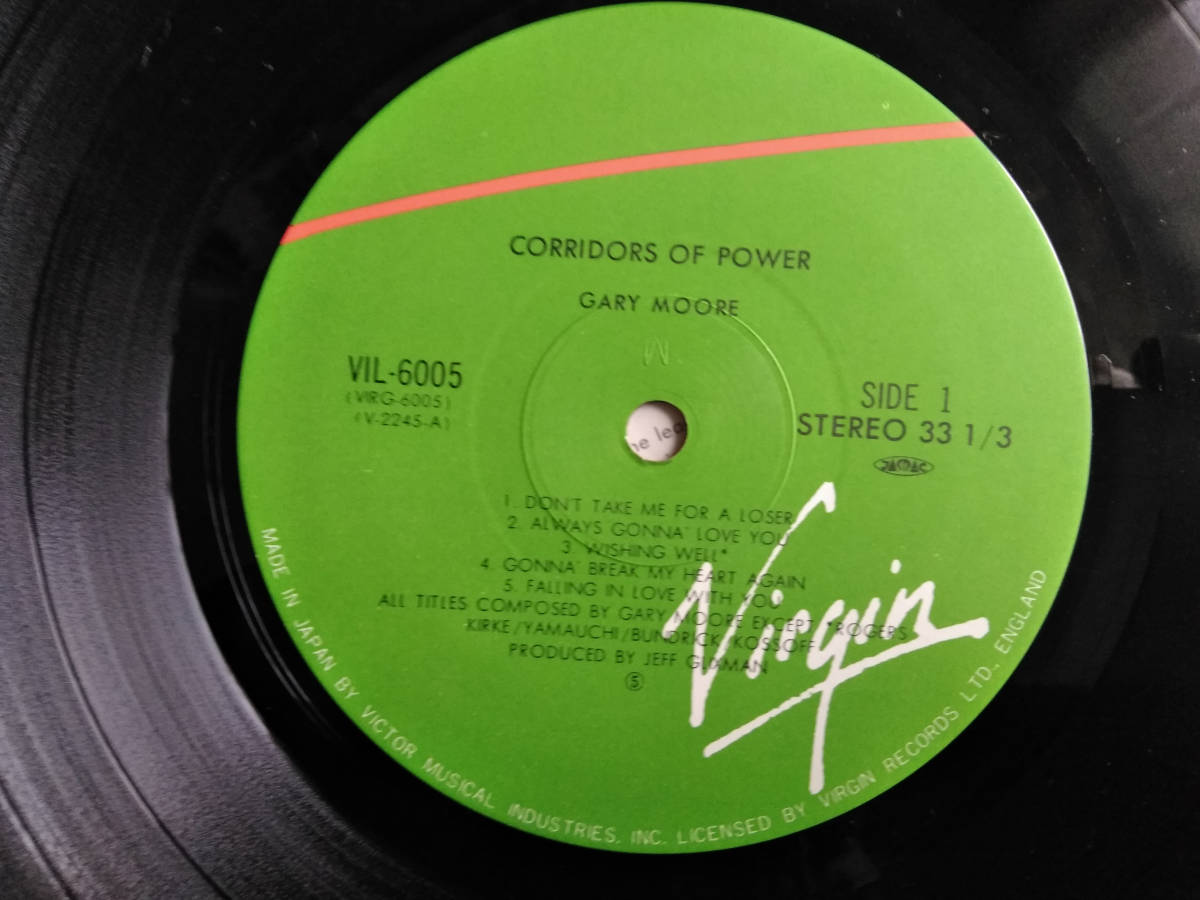 CORRIDORS OF POWER
GARY MOORE
VIL-6005
(VIRG-6005)
(V-2245-A)
SIDE 1
STEREO 33 1/3
JASRAC
he lea
1. DON'T TAKE ME FOR A LOSER
2. ALWAYS GONNA' LOVE YOU
3. WISHING WELL*
4. GONNA' BREAK MY HEART AGAIN
5. FALLING IN LOVE WITH YOU
ALL TITLES COMPOSED BY GARY MOORE EXCEPT *ROGERS
KIRKE/YAMAUCHI/BUNDRICK/KOSSOFF
PRODUCED BY JEFF GLIXMAN
Ⓢ
Virgin
MADE IN JAPAN BY VICTOR MUSICAL INDUSTRIES, INC. LICENSED BY VIRGIN RECORDS LTD., ENGLAND